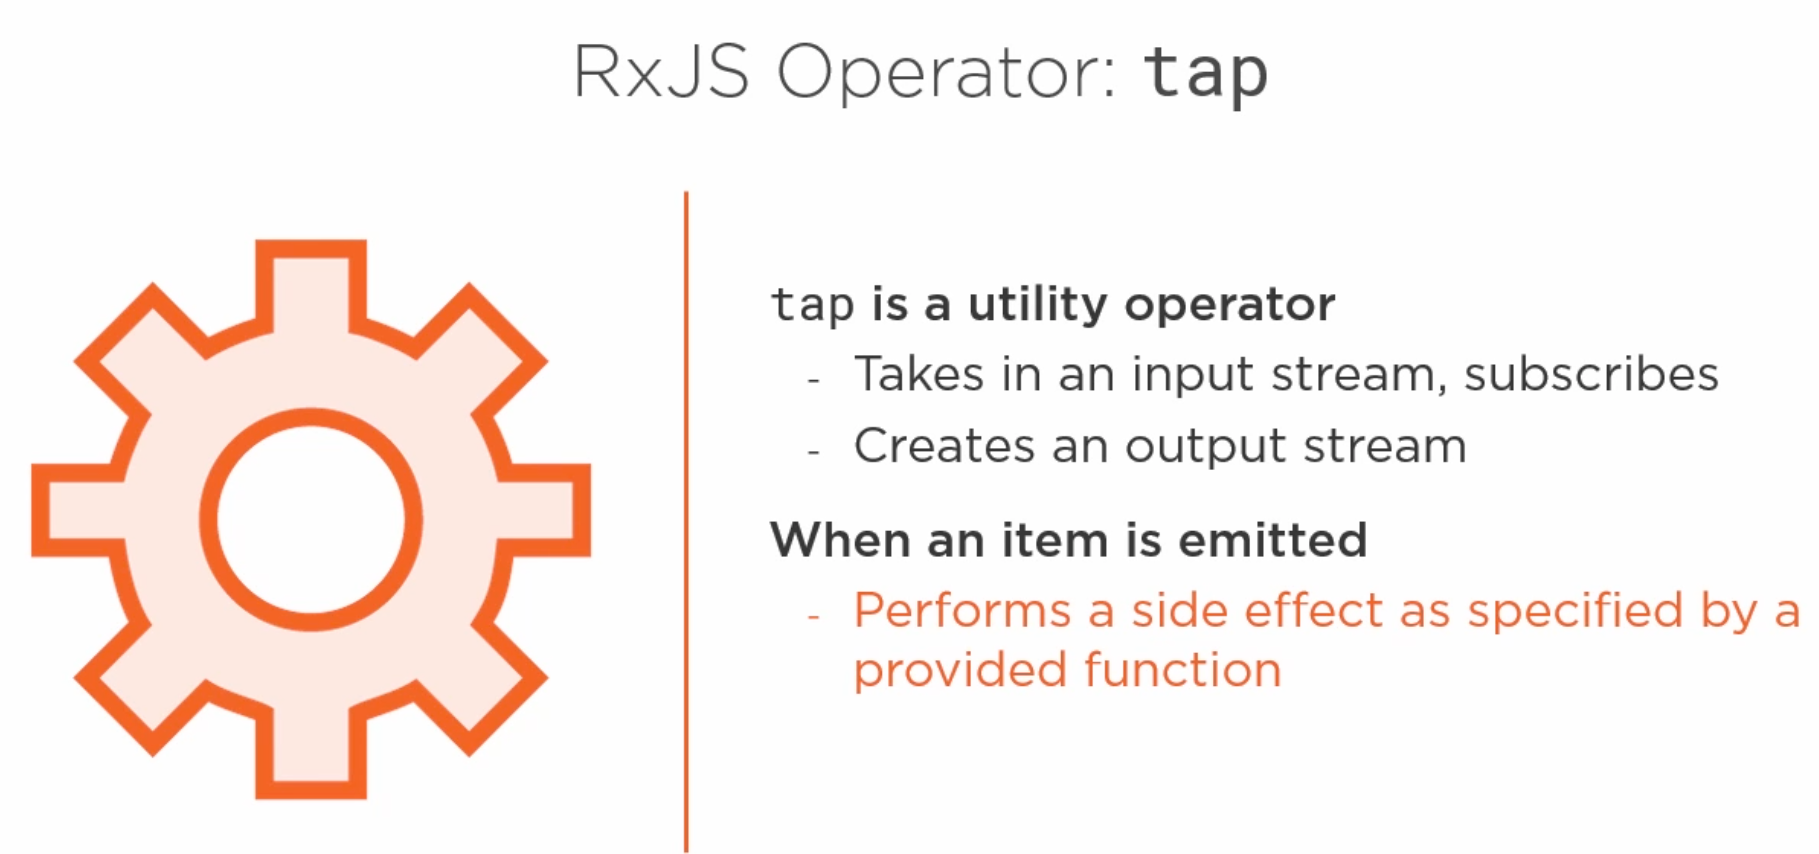 RxJS Operator: tap
tap is a utility operator
- Takes in an input stream, subscribes
- Creates an output stream
When an item is emitted
- Performs a side effect as specified by a
provided function